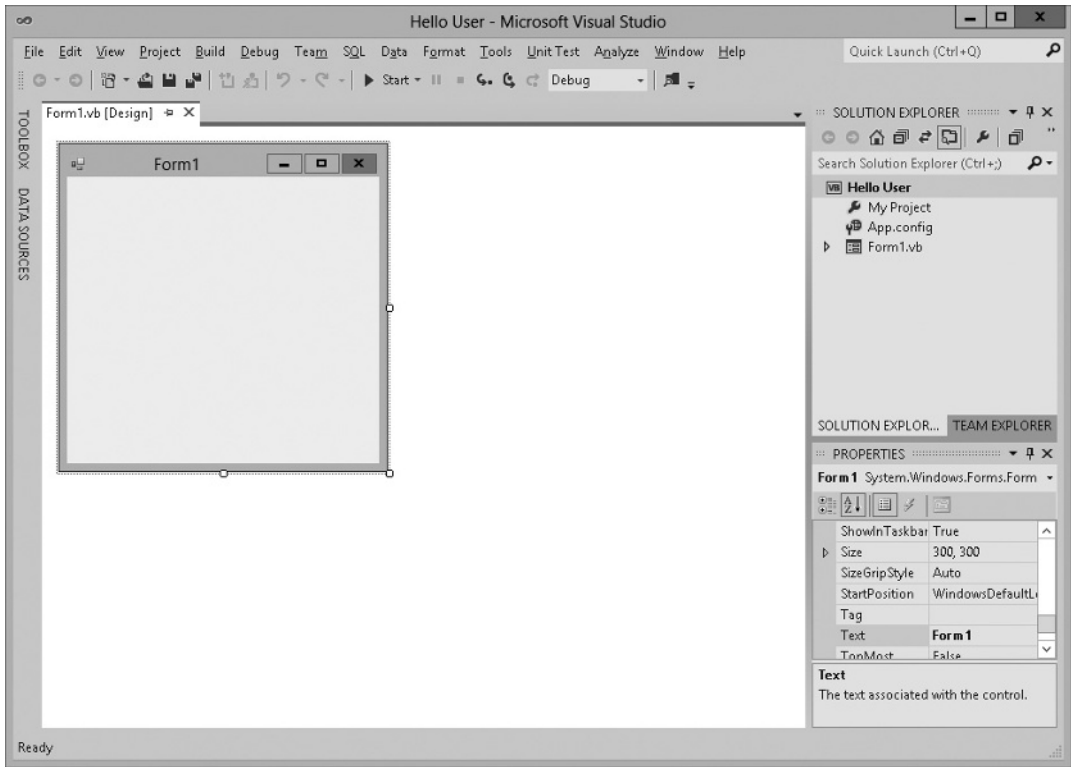 Hello User - Microsoft Visual Studio
File Edit View Project Build Debug Team SQL Data Format Tools Unit Test Analyze Window Help
Quick Launch (Ctrl+Q)
Start
Debug
TOOLBOX
DATA SOURCES
Form1.vb [Design]
Form1
SOLUTION EXPLORER
Search Solution Explorer (Ctrl+;)
VB Hello User
My Project
App.config
Form1.vb
SOLUTION EXPLOR... TEAM EXPLORER
PROPERTIES
Form1 System.Windows.Forms.Form
ShowInTaskbar True
Size 300, 300
SizeGripStyle Auto
StartPosition WindowsDefaultL
Tag
Text Form1
TopMost False
Text
The text associated with the control.
Ready